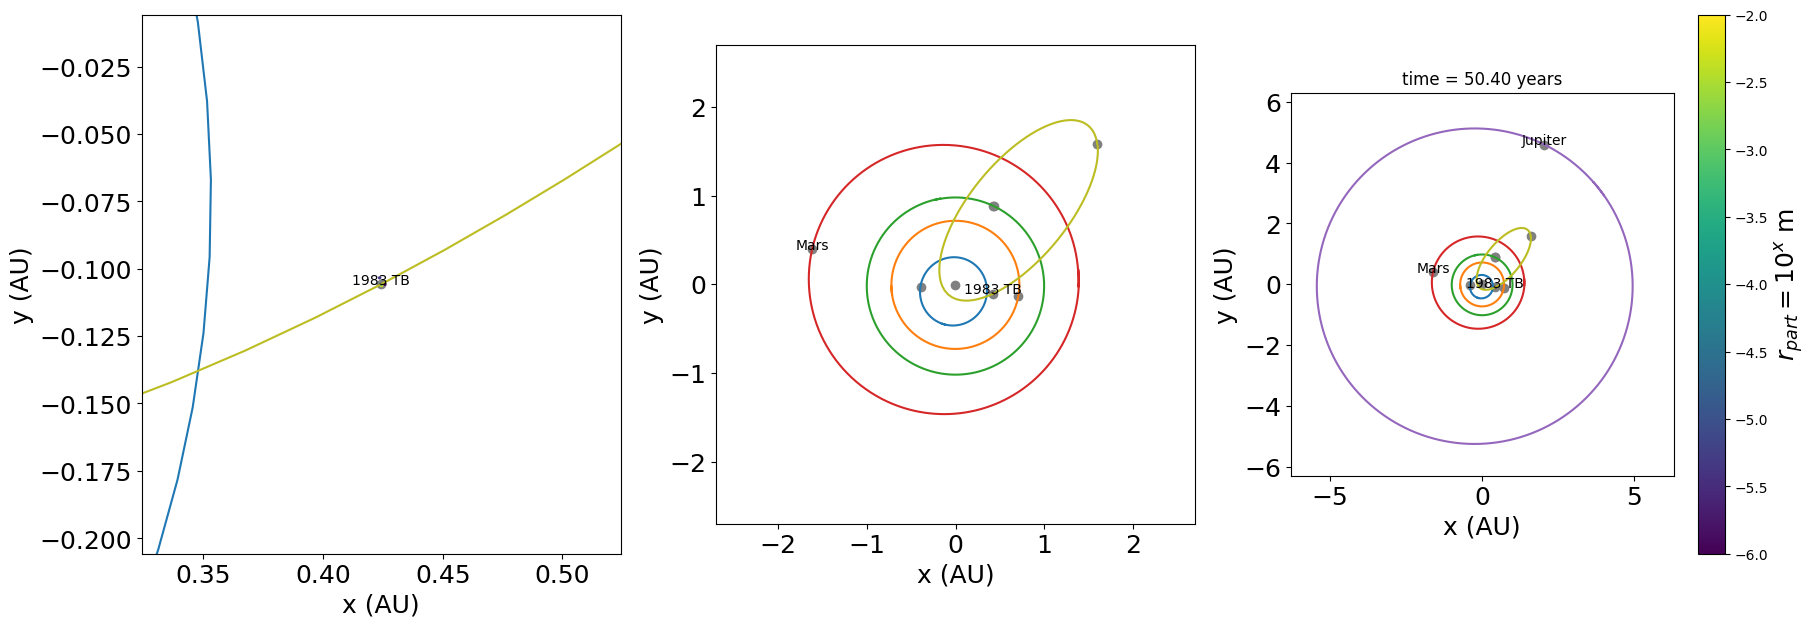 y (AU)
−0.025
−0.050
−0.075
−0.100
−0.125
−0.150
−0.175
−0.200
1983 TB
0.35 0.40 0.45 0.50
x (AU)
y (AU)
2
1
0
−1
−2
Mars
1983 TB
−2 −1 0 1 2
x (AU)
time = 50.40 years
y (AU)
6
4
2
0
−2
−4
−6
Jupiter
Mars
1983 TB
−5 0 5
x (AU)
−2.0
−2.5
−3.0
−3.5
−4.0
−4.5
−5.0
−5.5
−6.0
r_part = 10^x m